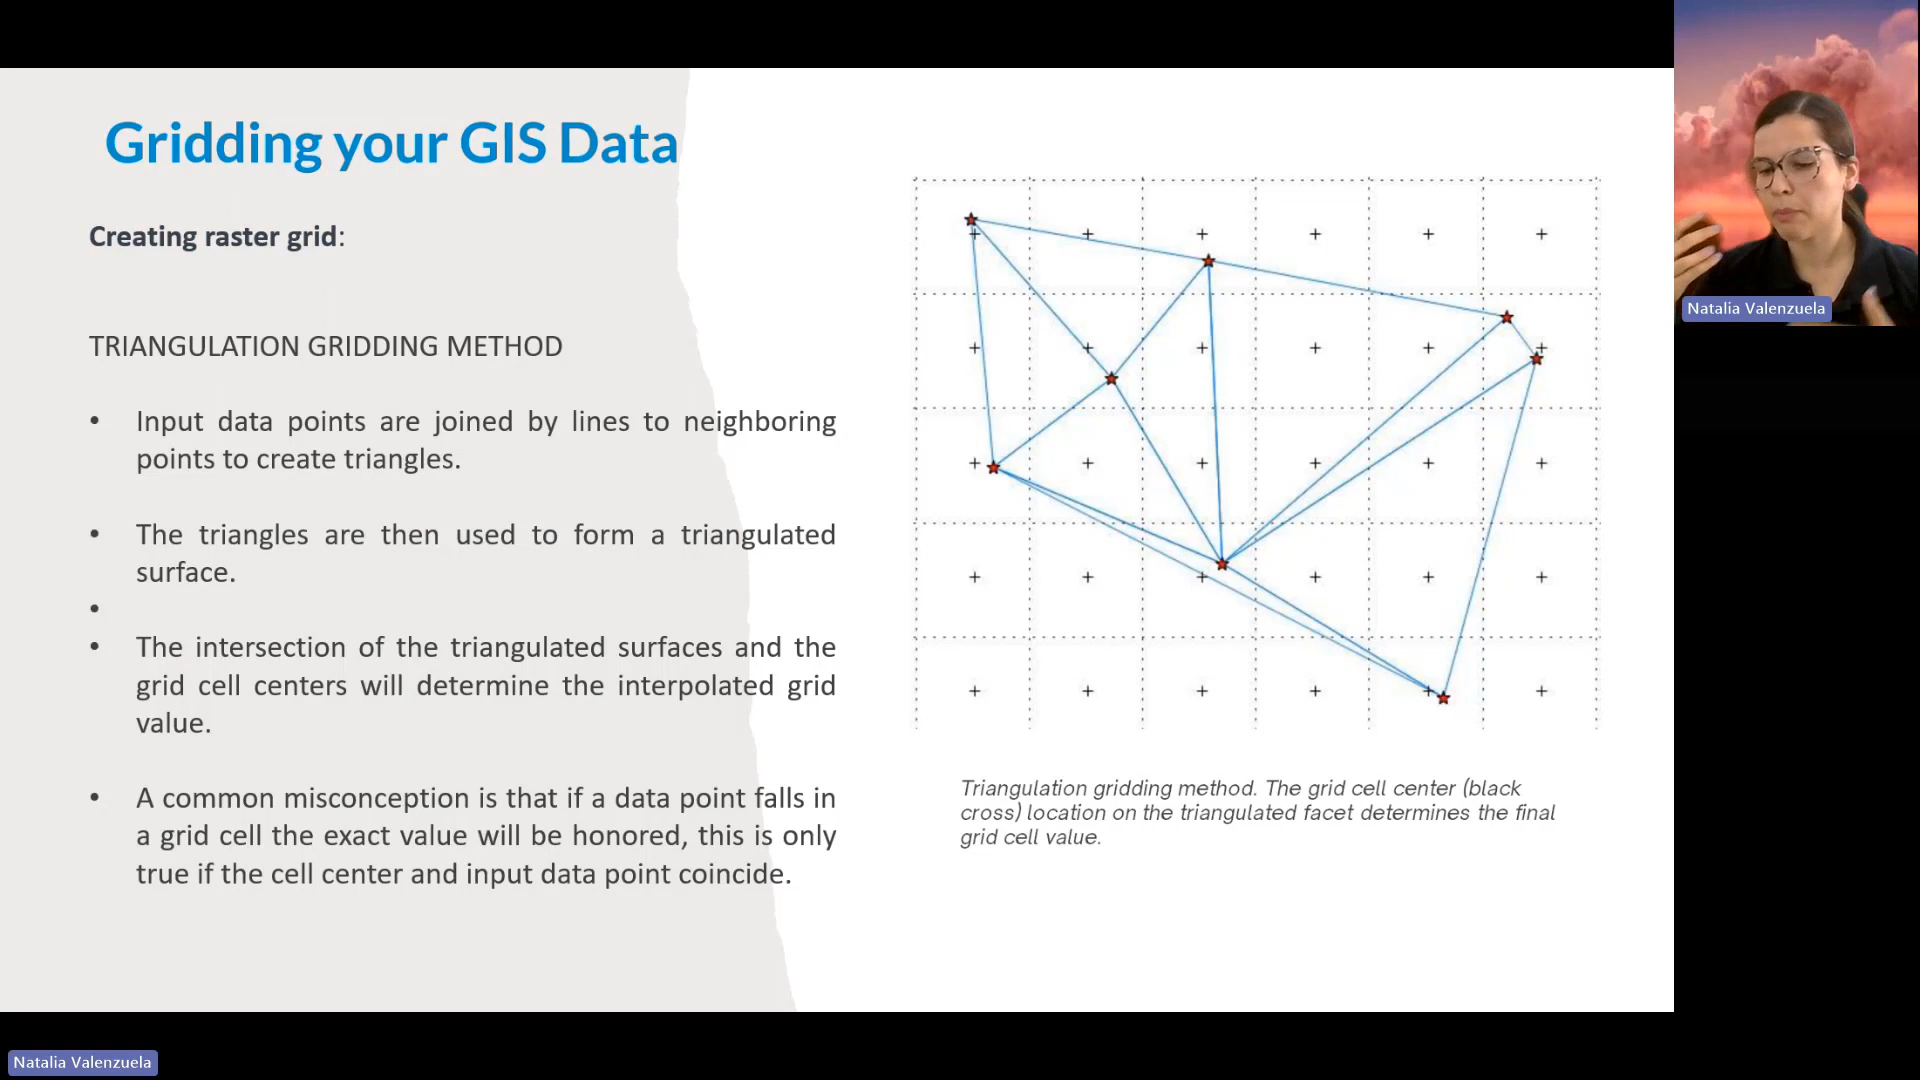 Gridding your GIS Data
Creating raster grid:
TRIANGULATION GRIDDING METHOD
• Input data points are joined by lines to neighboring
points to create triangles.
• The triangles are then used to form a triangulated
surface.
•
• The intersection of the triangulated surfaces and the
grid cell centers will determine the interpolated grid
value.
• A common misconception is that if a data point falls in
a grid cell the exact value will be honored, this is only
true if the cell center and input data point coincide.
Triangulation gridding method. The grid cell center (black
cross) location on the triangulated facet determines the final
grid cell value.
Natalia Valenzuela
Natalia Valenzuela